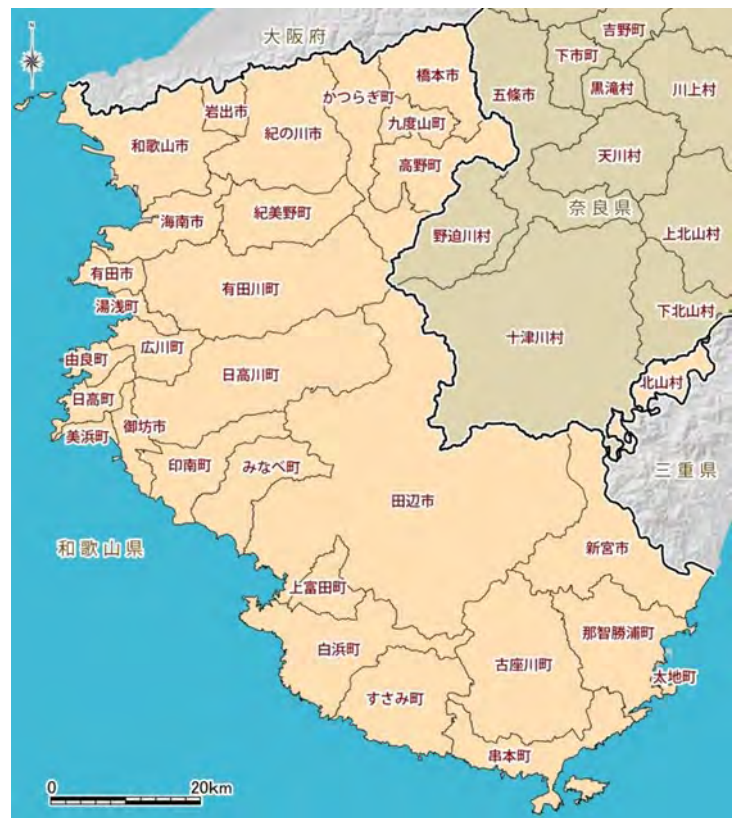 大阪府
吉野町
下市町
橋本市
かつらぎ町
五條市
黒滝村
川上村
岩出市
九度山町
和歌山市
紀の川市
天川村
高野町
奈良県
紀美野町
海南市
野迫川村
上北山村
有田市
有田川町
湯浅町
下北山村
十津川村
広川町
由良町
日高川町
北山村
日高町
御坊市
美浜町
印南町
みなべ町
三重県
田辺市
和歌山県
新宮市
上富田町
那智勝浦町
白浜町
古座川町
太地町
すさみ町
串本町
0 20km